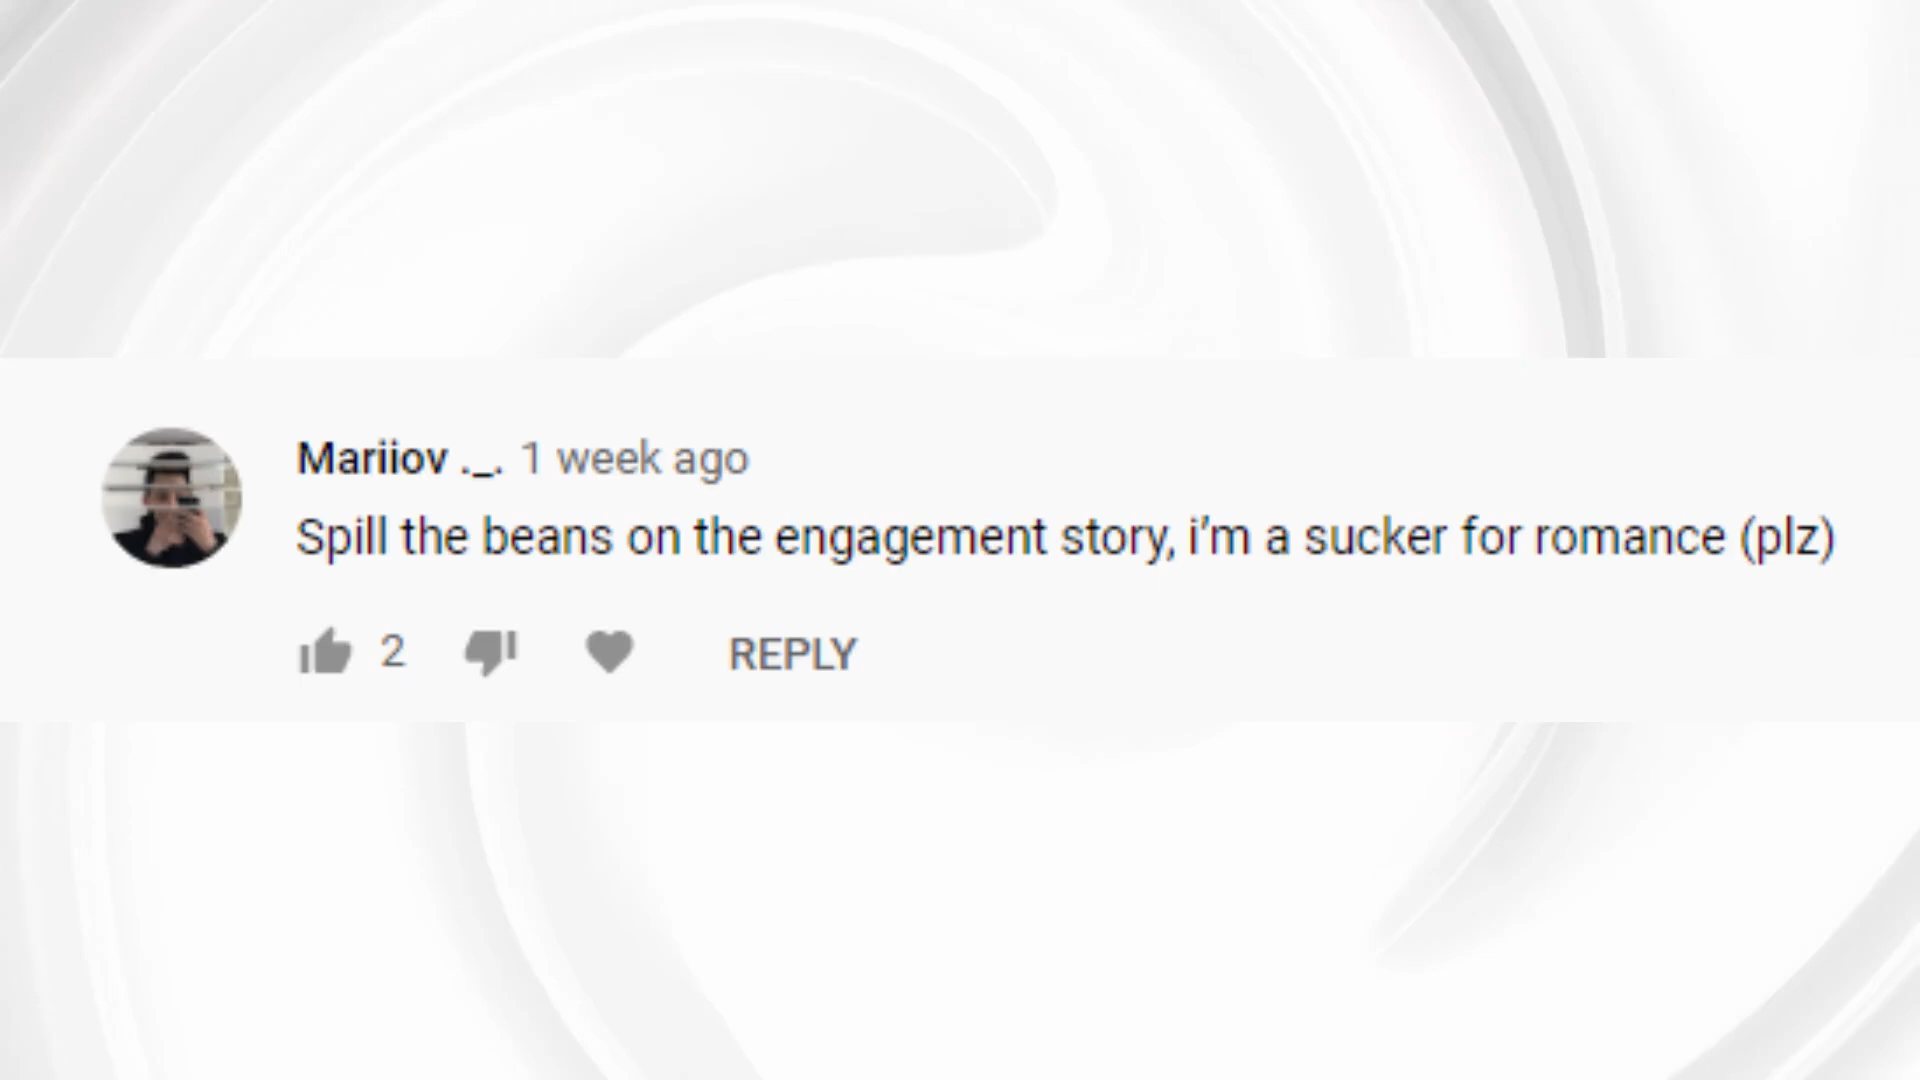 Mariiov ._. 1 week ago
Spill the beans on the engagement story, i’m a sucker for romance (plz)
2 REPLY